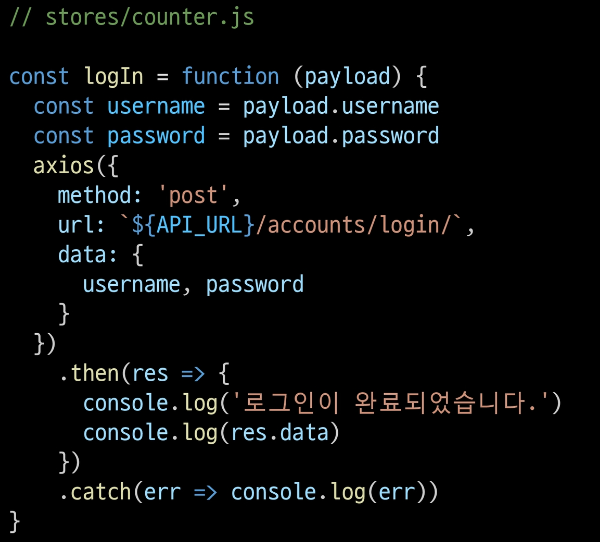 // stores/counter.js

const logIn = function (payload) {
  const username = payload.username
  const password = payload.password
  axios({
    method: 'post',
    url: `${API_URL}/accounts/login/`,
    data: {
      username, password
    }
  })
    .then(res => {
      console.log('로그인이 완료되었습니다.')
      console.log(res.data)
    })
    .catch(err => console.log(err))
}